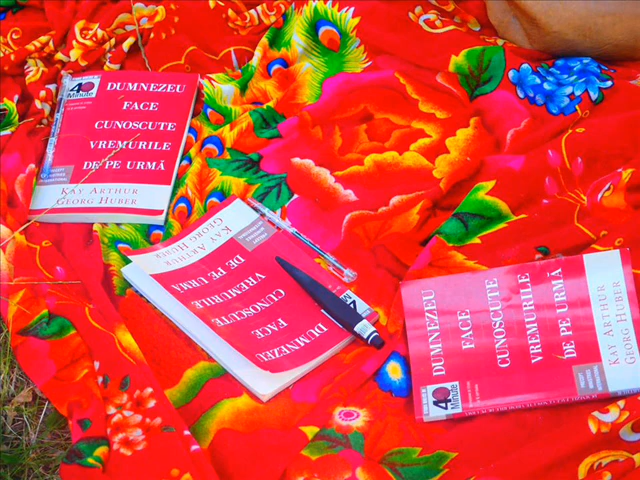 40
Minute
DUMNEZEU
FACE
CUNOSCUTE
VREMURILE
DE PE URMĂ
KAY ARTHUR
GEORG HUBER
DUMNEZEU
FACE
CUNOSCUTE
VREMURILE
DE PE URMĂ
KAY ARTHUR
GEORG HUBER
DUMNEZEU
FACE
CUNOSCUTE
VREMURILE
DE PE URMĂ
KAY ARTHUR
GEORG HUBER
40
Minute